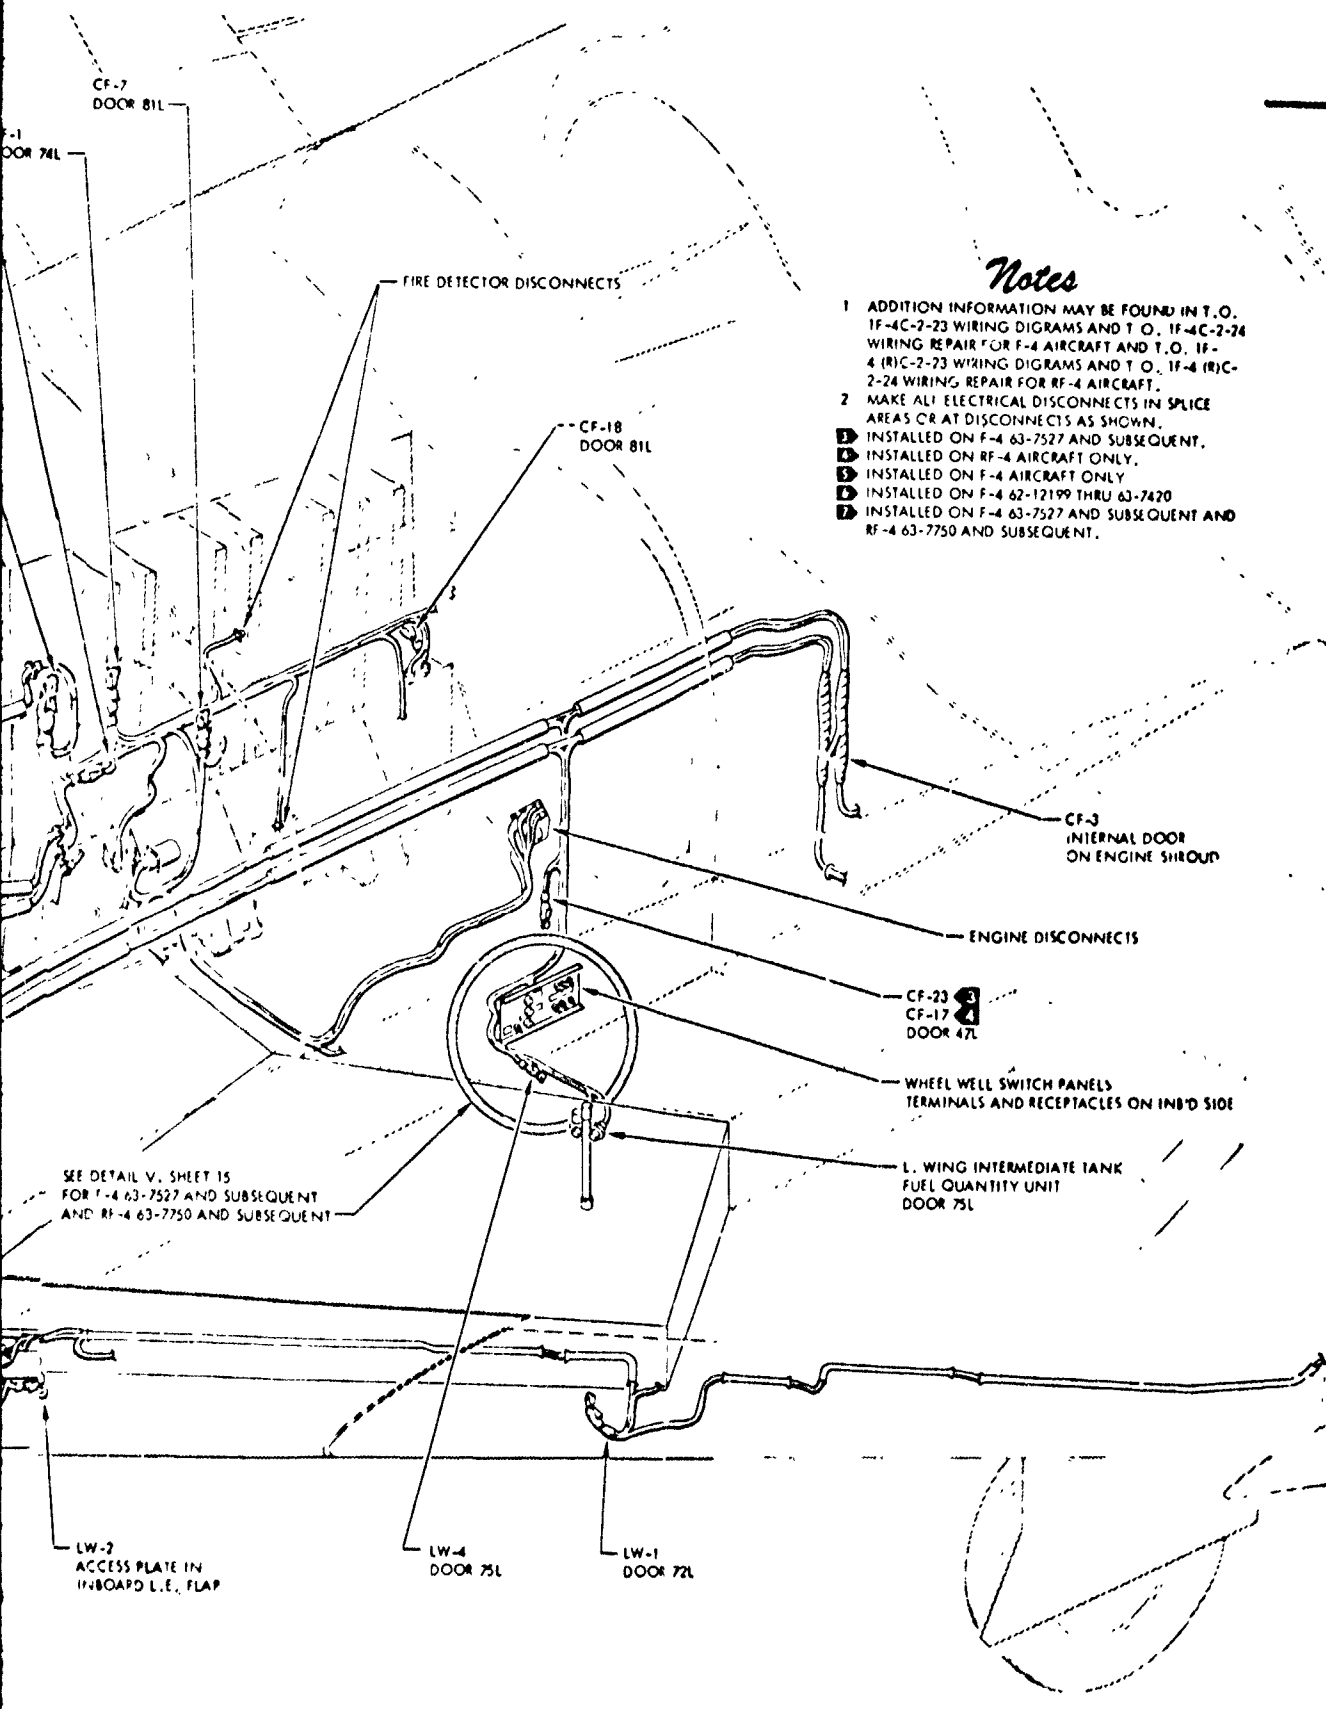 CF-7
DOOR 81L
F-1
OOR 74L
FIRE DETECTOR DISCONNECTS
CF-18
DOOR 81L
Notes
1 ADDITION INFORMATION MAY BE FOUND IN T.O.
1F-4C-2-23 WIRING DIGRAMS AND T O. 1F-4C-2-24
WIRING REPAIR FOR F-4 AIRCRAFT AND T.O. 1F-
4 (R)C-2-23 WIRING DIGRAMS AND T O. 1F-4 (R)C-
2-24 WIRING REPAIR FOR RF-4 AIRCRAFT.
2 MAKE ALL ELECTRICAL DISCONNECTS IN SPLICE
AREAS OR AT DISCONNECTS AS SHOWN.
3 INSTALLED ON F-4 63-7527 AND SUBSEQUENT.
4 INSTALLED ON RF-4 AIRCRAFT ONLY.
5 INSTALLED ON F-4 AIRCRAFT ONLY
6 INSTALLED ON F-4 62-12199 THRU 63-7420
7 INSTALLED ON F-4 63-7527 AND SUBSEQUENT AND
RF-4 63-7750 AND SUBSEQUENT.
CF-3
INTERNAL DOOR
ON ENGINE SHROUD
ENGINE DISCONNECTS
CF-23 3
CF-17 4
DOOR 47L
WHEEL WELL SWITCH PANELS
TERMINALS AND RECEPTACLES ON INB'D SIDE
L. WING INTERMEDIATE TANK
FUEL QUANTITY UNIT
DOOR 75L
SEE DETAIL V. SHEET 15
FOR F-4 63-7527 AND SUBSEQUENT
AND RF-4 63-7750 AND SUBSEQUENT
LW-2
ACCESS PLATE IN
INBOARD L.E. FLAP
LW-4
DOOR 75L
LW-1
DOOR 72L